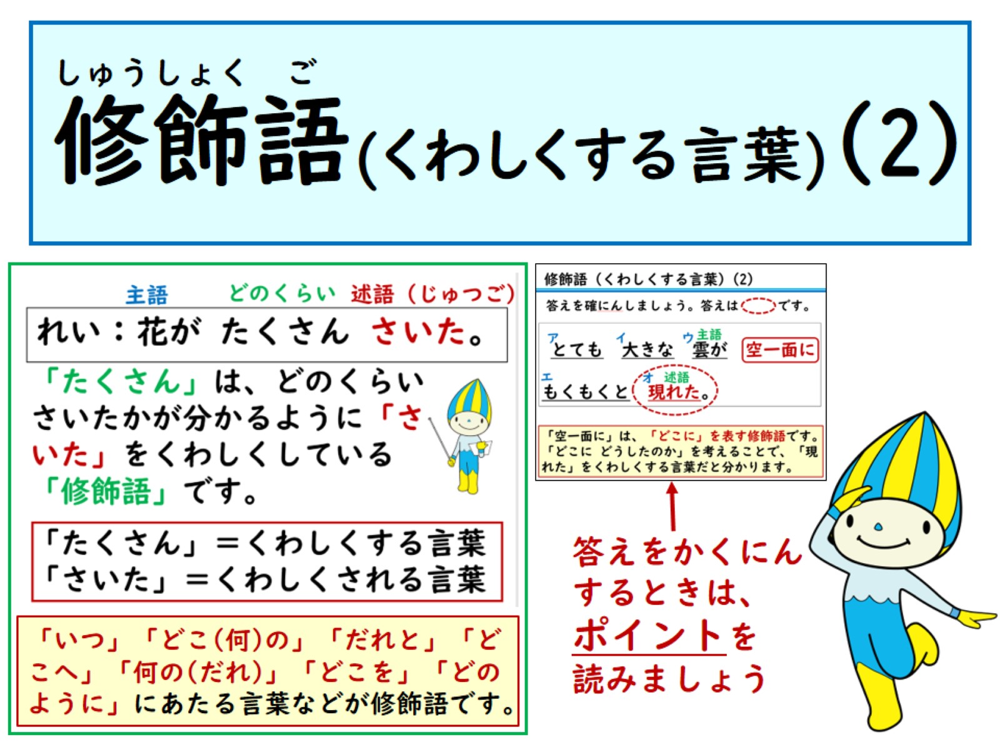 しゅうしょく ご
修飾語(くわしくする言葉)(2)
主語 どのくらい 述語(じゅつご)
れい：花が たくさん さいた。
「たくさん」は、どのくらい
さいたかが分かるように「さ
いた」をくわしくしている
「修飾語」です。
「たくさん」＝くわしくする言葉
「さいた」＝くわしくされる言葉
「いつ」「どこ(何)の」「だれと」「ど
こへ」「何の(だれ)」「どこを」「どの
ように」にあたる言葉などが修飾語です。
修飾語（くわしくする言葉）(2)
答えを確にんしましょう。答えは です。
ア イ ウ 主語
とても 大きな 雲が 空一面に
エ オ 述語
もくもくと 現れた。
「空一面に」は、「どこに」を表す修飾語です。
「どこに どうしたのか」を考えることで、「現
れた」をくわしくする言葉だと分かります。
答えをかくにん
するときは、
ポイントを
読みましょう